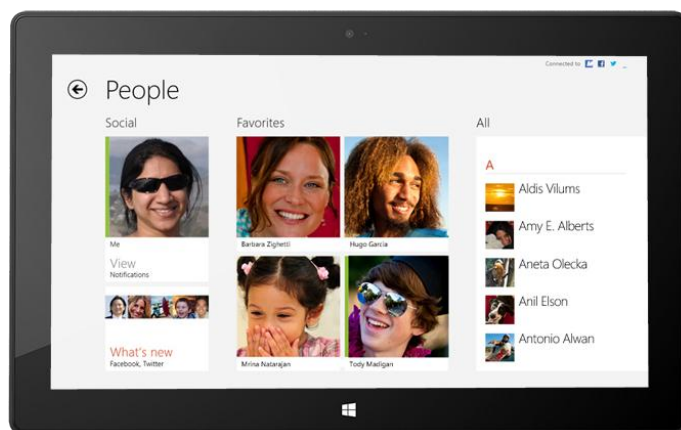 Connected to
People
Social
Favorites
All
Me
View
Notifications
What's new
Facebook, Twitter
Barbara Zighetti
Hugo Garcia
Mrina Natarajan
Tody Madigan
A
Aldis Vilums
Amy E. Alberts
Aneta Olecka
Anil Elson
Antonio Alwan